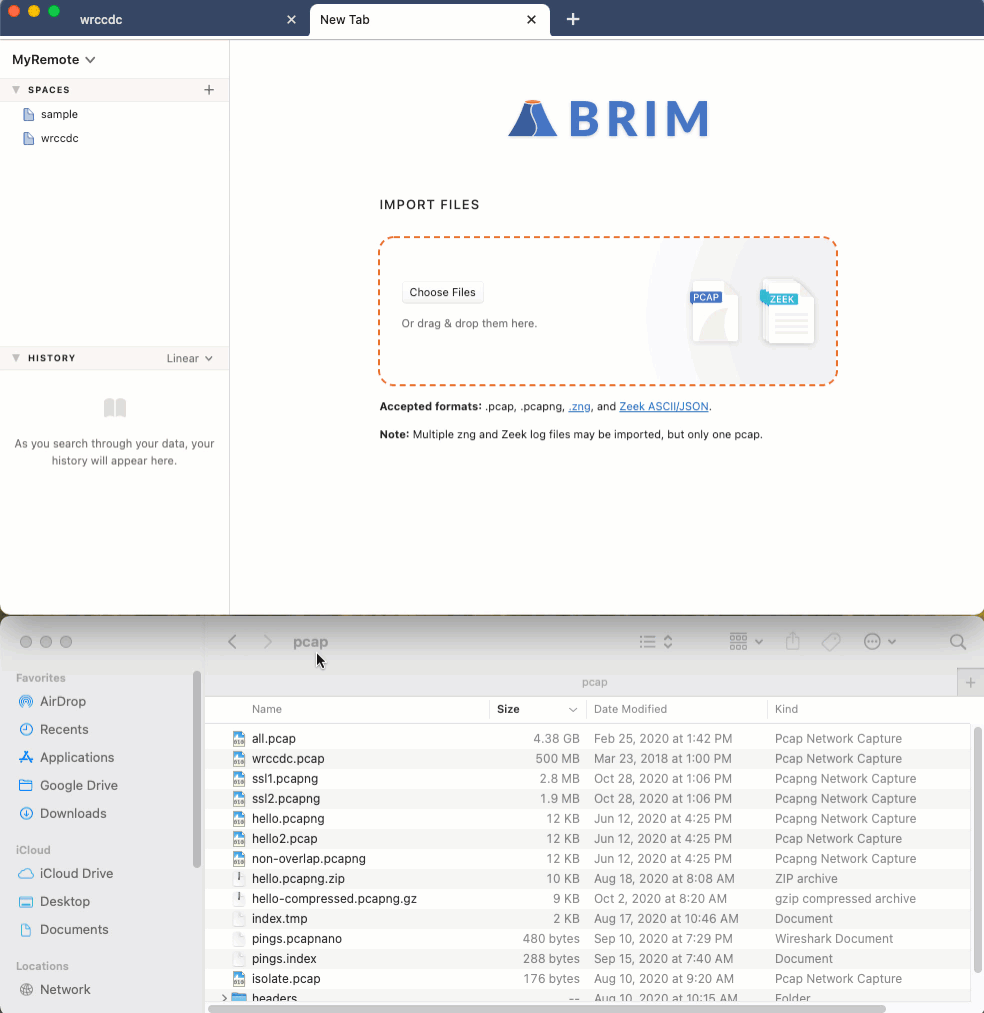 wrccdc
New Tab
MyRemote
SPACES
sample
wrccdc
HISTORY
Linear
As you search through your data, your
history will appear here.
BRIM
IMPORT FILES
Choose Files
Or drag & drop them here.
PCAP
ZEEK
Accepted formats: .pcap, .pcapng, .zng, and Zeek ASCII/JSON.
Note: Multiple zng and Zeek log files may be imported, but only one pcap.
pcap
pcap
Favorites
AirDrop
Recents
Applications
Google Drive
Downloads
iCloud
iCloud Drive
Desktop
Documents
Locations
Network
Name Size Date Modified Kind
all.pcap 4.38 GB Feb 25, 2020 at 1:42 PM Pcap Network Capture
wrccdc.pcap 500 MB Mar 23, 2018 at 1:00 PM Pcap Network Capture
ssl1.pcapng 2.8 MB Oct 28, 2020 at 1:06 PM Pcapng Network Capture
ssl2.pcapng 1.9 MB Oct 28, 2020 at 1:06 PM Pcapng Network Capture
hello.pcapng 12 KB Jun 12, 2020 at 4:25 PM Pcapng Network Capture
hello2.pcap 12 KB Jun 12, 2020 at 4:25 PM Pcap Network Capture
non-overlap.pcapng 12 KB Jun 12, 2020 at 4:25 PM Pcapng Network Capture
hello.pcapng.zip 10 KB Aug 18, 2020 at 8:08 AM ZIP archive
hello-compressed.pcapng.gz 9 KB Oct 2, 2020 at 8:20 AM gzip compressed archive
index.tmp 2 KB Aug 17, 2020 at 10:46 AM Document
pings.pcapnano 480 bytes Sep 10, 2020 at 7:29 PM Wireshark Document
pings.index 288 bytes Sep 15, 2020 at 7:40 AM Document
isolate.pcap 176 bytes Aug 10, 2020 at 9:20 AM Pcap Network Capture
headers -- Aug 10, 2020 at 10:15 AM Folder